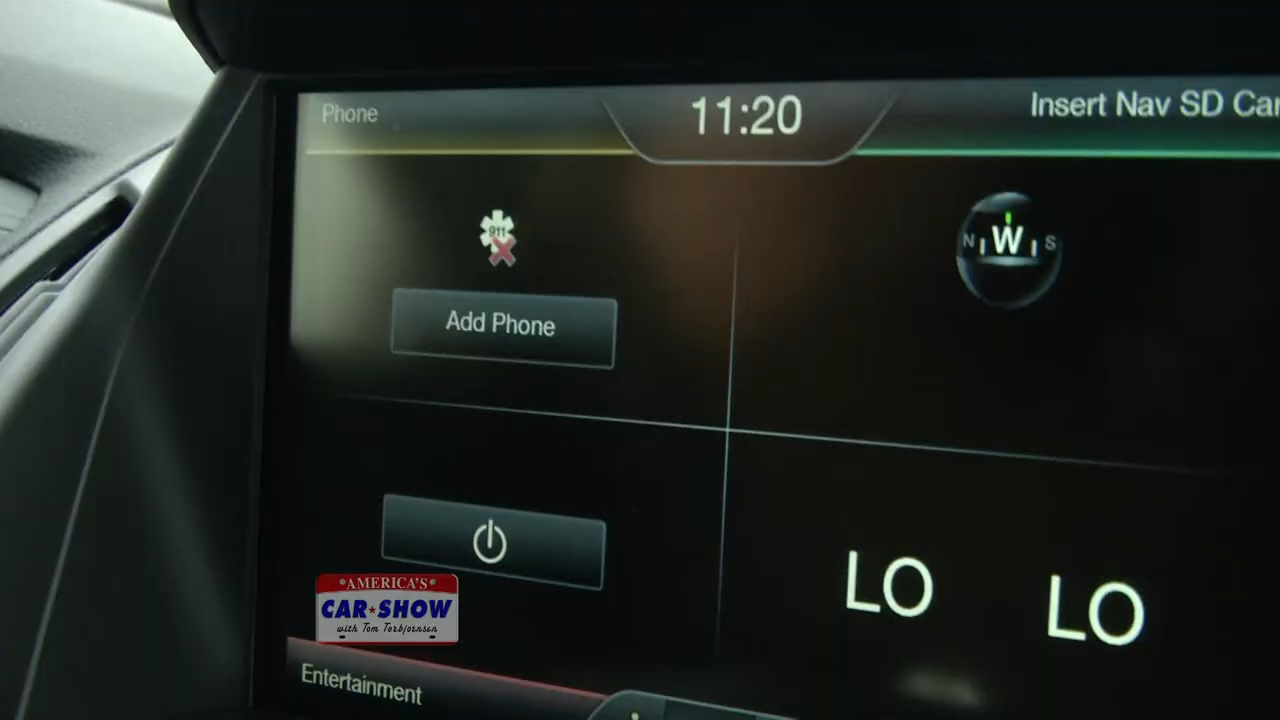 Phone
11:20
Insert Nav SD Car
911
N W S
Add Phone
LO LO
AMERICA'S
CAR★SHOW
with Tom Torbjornsen
Entertainment